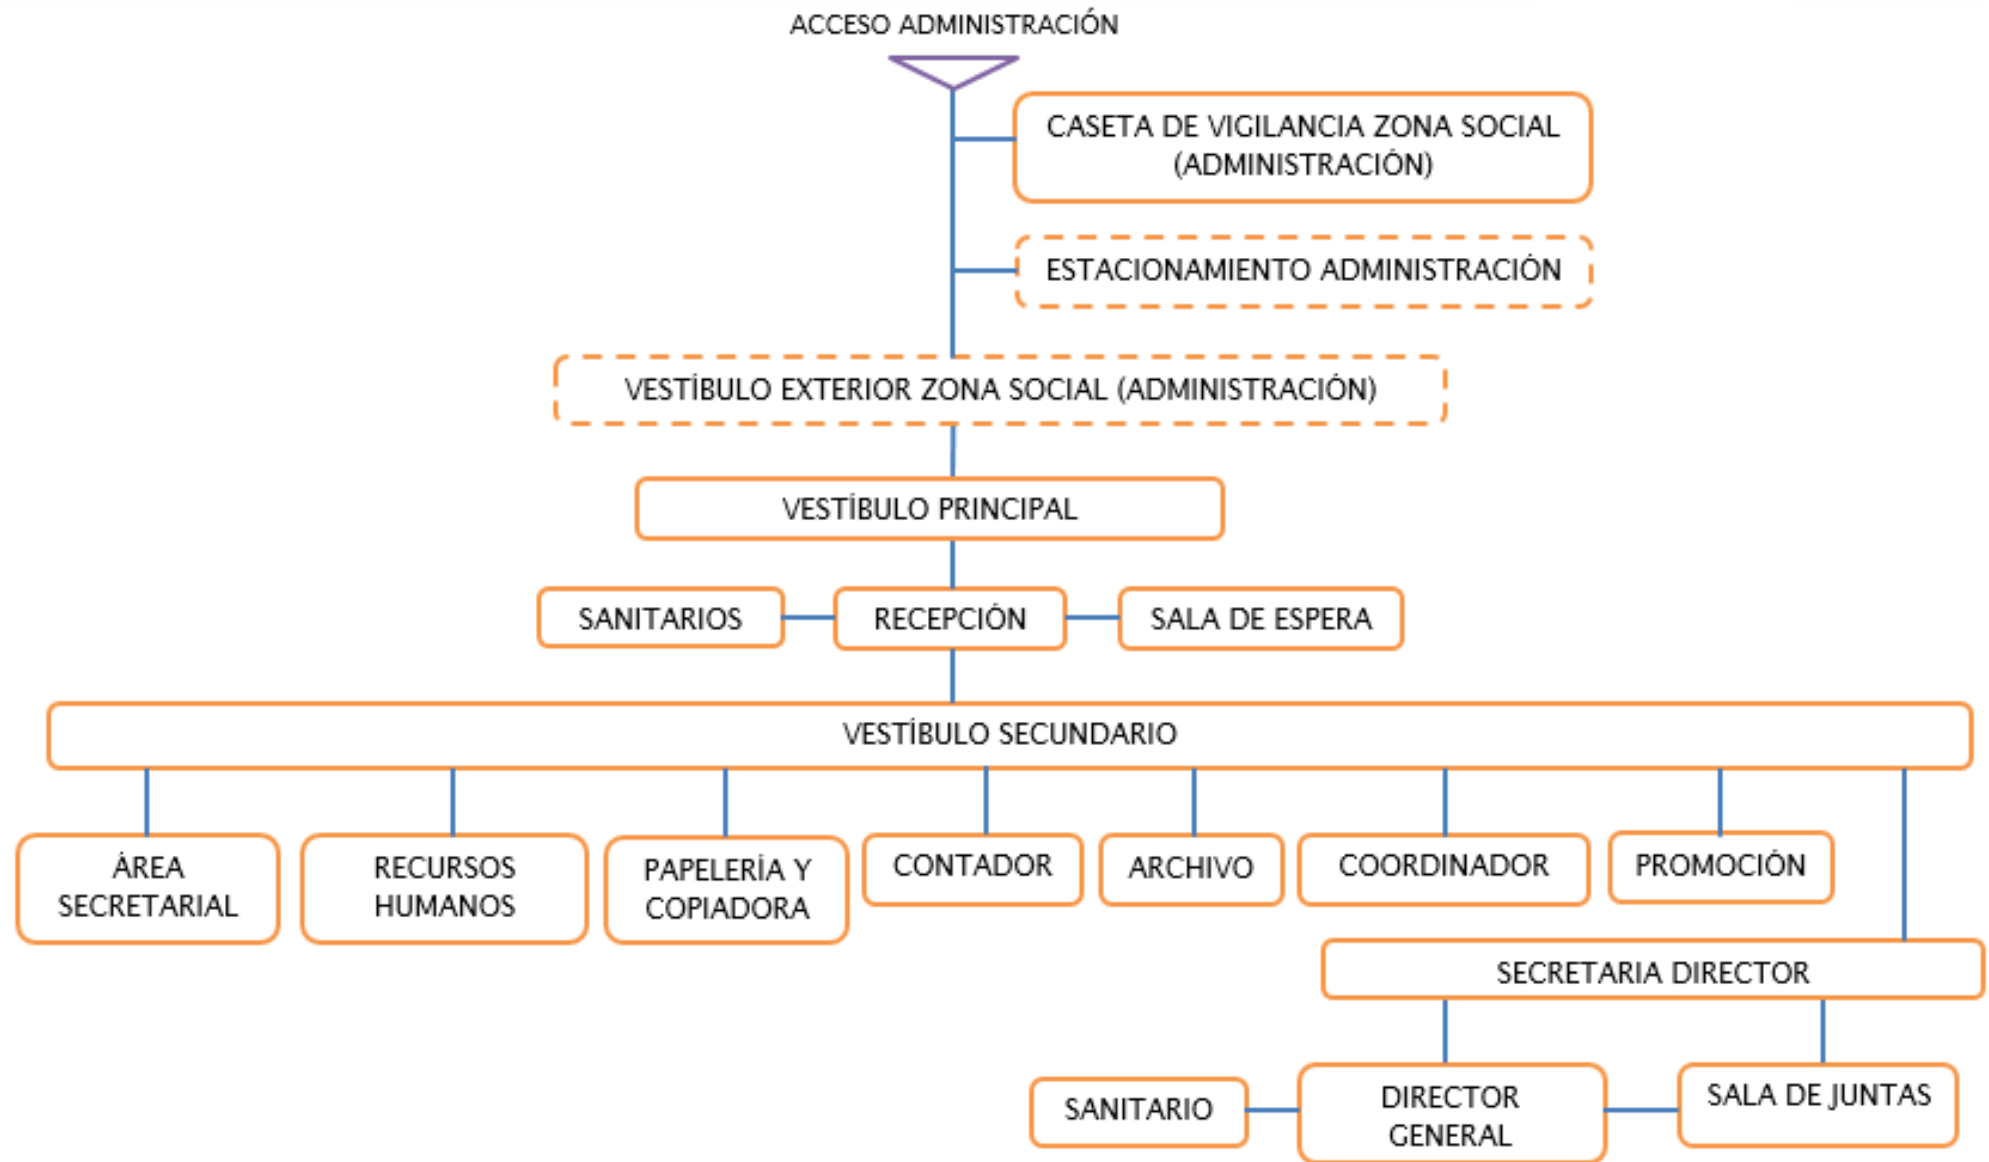 ACCESO ADMINISTRACIÓN
CASETA DE VIGILANCIA ZONA SOCIAL
(ADMINISTRACIÓN)
ESTACIONAMIENTO ADMINISTRACIÓN
VESTÍBULO EXTERIOR ZONA SOCIAL (ADMINISTRACIÓN)
VESTÍBULO PRINCIPAL
SANITARIOS
RECEPCIÓN
SALA DE ESPERA
VESTÍBULO SECUNDARIO
ÁREA
SECRETARIAL
RECURSOS
HUMANOS
PAPELERÍA Y
COPIADORA
CONTADOR
ARCHIVO
COORDINADOR
PROMOCIÓN
SECRETARIA DIRECTOR
SANITARIO
DIRECTOR
GENERAL
SALA DE JUNTAS